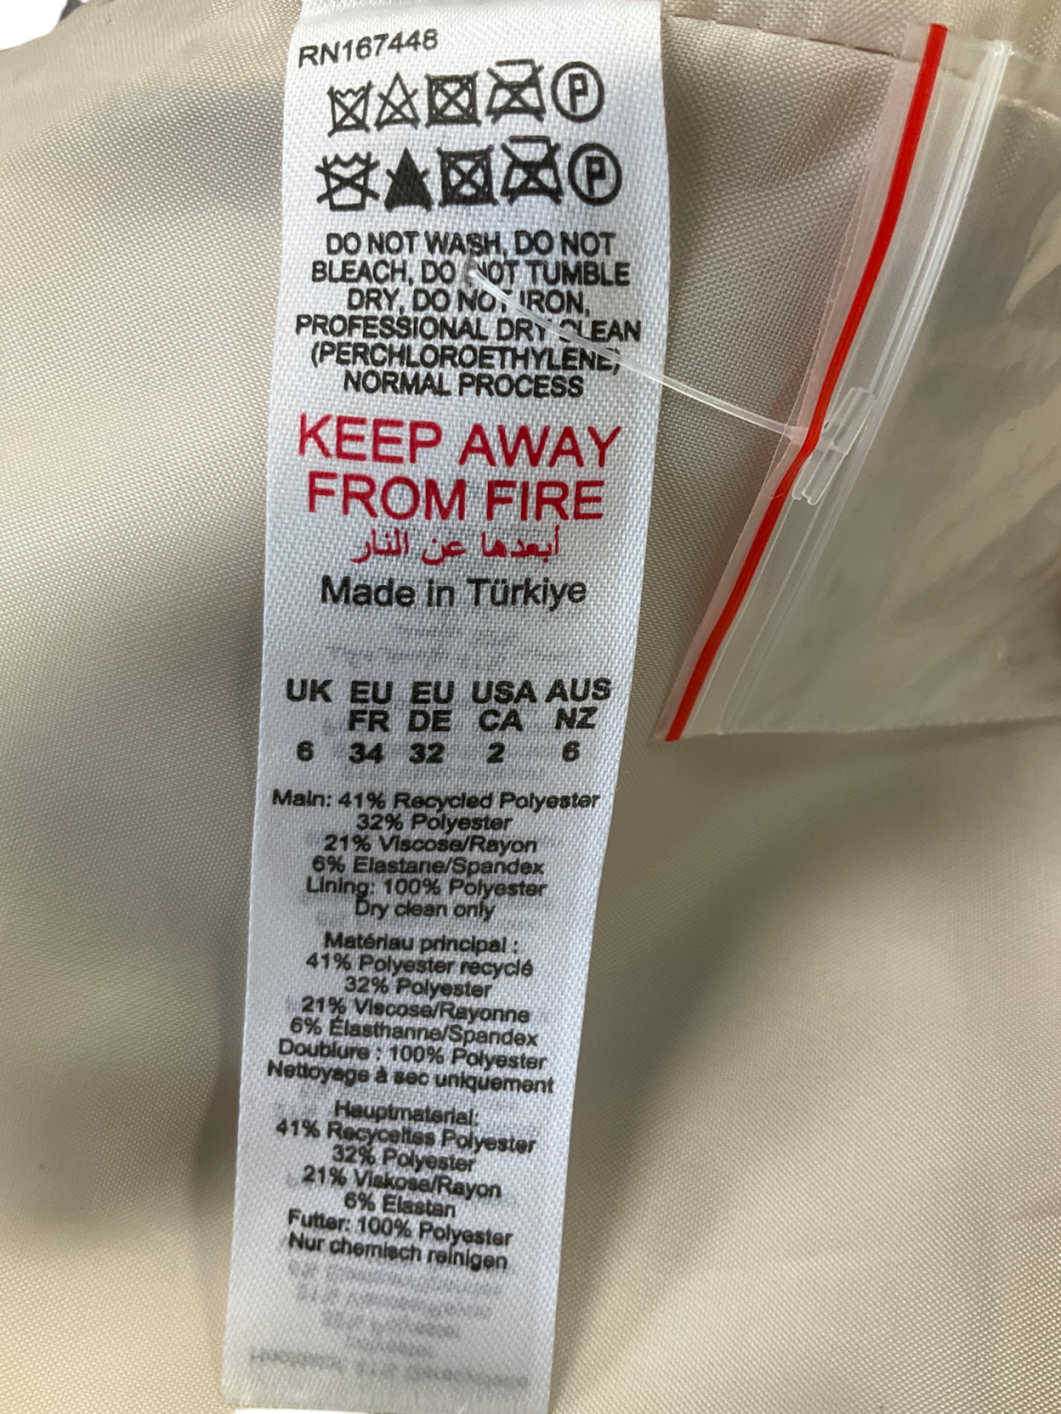 RN167448
DO NOT WASH, DO NOT
BLEACH, DO NOT TUMBLE
DRY, DO NOT IRON,
PROFESSIONAL DRY CLEAN
(PERCHLOROETHYLENE)
NORMAL PROCESS
KEEP AWAY
FROM FIRE
أبعدها عن النار
Made in Türkiye
UK EU EU USA AUS
FR DE CA NZ
6 34 32 2 6
Main: 41% Recycled Polyester
32% Polyester
21% Viscose/Rayon
6% Elastane/Spandex
Lining: 100% Polyester
Dry clean only
Matériau principal :
41% Polyester recyclé
32% Polyester
21% Viscose/Rayonne
6% Élasthanne/Spandex
Doublure : 100% Polyester
Nettoyage à sec uniquement
Hauptmaterial:
41% Recyceltes Polyester
32% Polyester
21% Viskose/Rayon
6% Elastan
Futter: 100% Polyester
Nur chemisch reinigen